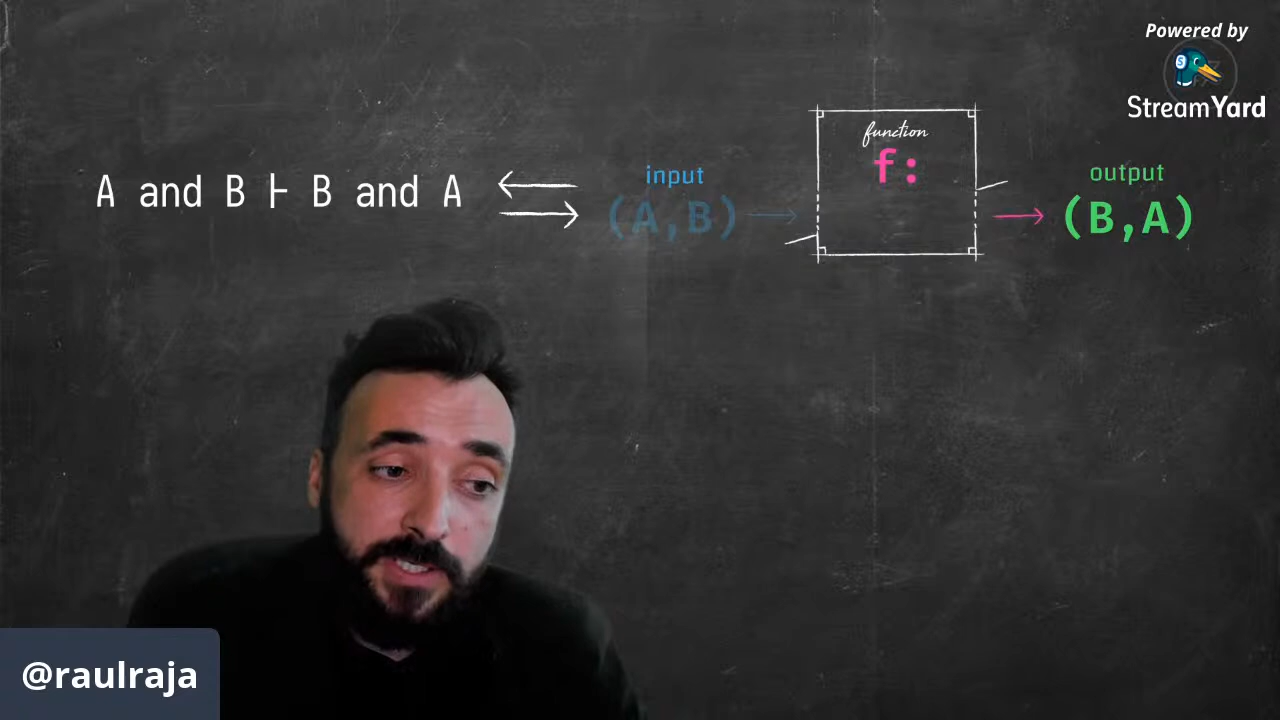 Powered by
StreamYard
A and B ⊢ B and A
input
(A,B)
function
f:
output
(B,A)
@raulraja